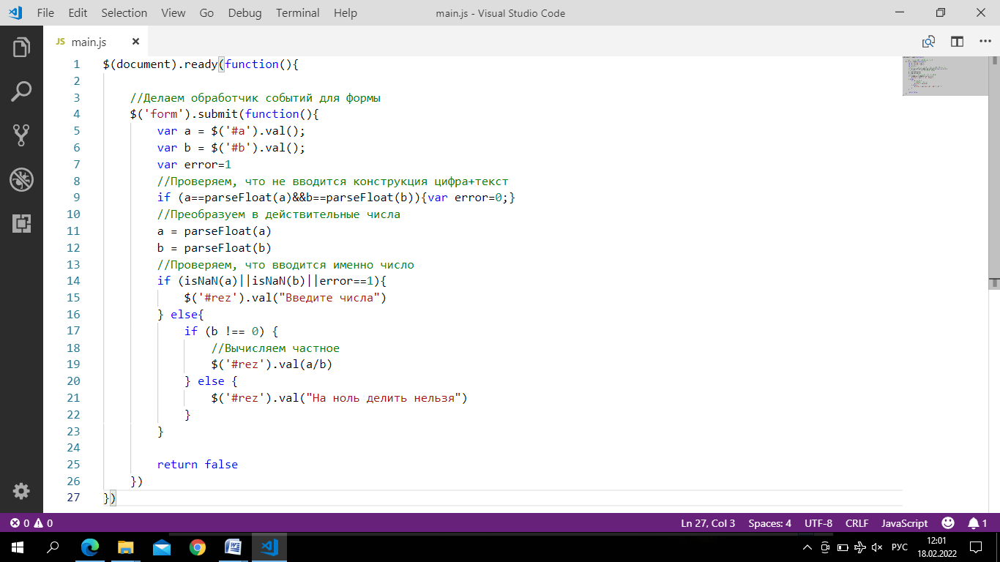 File Edit Selection View Go Debug Terminal Help main.js - Visual Studio Code
JS main.js
1 $(document).ready(function(){
2
3 //Делаем обработчик событий для формы
4 $('form').submit(function(){
5 var a = $('#a').val();
6 var b = $('#b').val();
7 var error=1
8 //Проверяем, что не вводится конструкция цифра+текст
9 if (a==parseFloat(a)&&b==parseFloat(b)){var error=0;}
10 //Преобразуем в действительные числа
11 a = parseFloat(a)
12 b = parseFloat(b)
13 //Проверяем, что вводится именно число
14 if (isNaN(a)||isNaN(b)||error==1){
15 $('#rez').val("Введите числа")
16 } else{
17 if (b !== 0) {
18 //Вычисляем частное
19 $('#rez').val(a/b)
20 } else {
21 $('#rez').val("На ноль делить нельзя")
22 }
23 }
24
25 return false
26 })
27 })
0 0 Ln 27, Col 3 Spaces: 4 UTF-8 CRLF JavaScript 1
РУС 12:01
18.02.2022